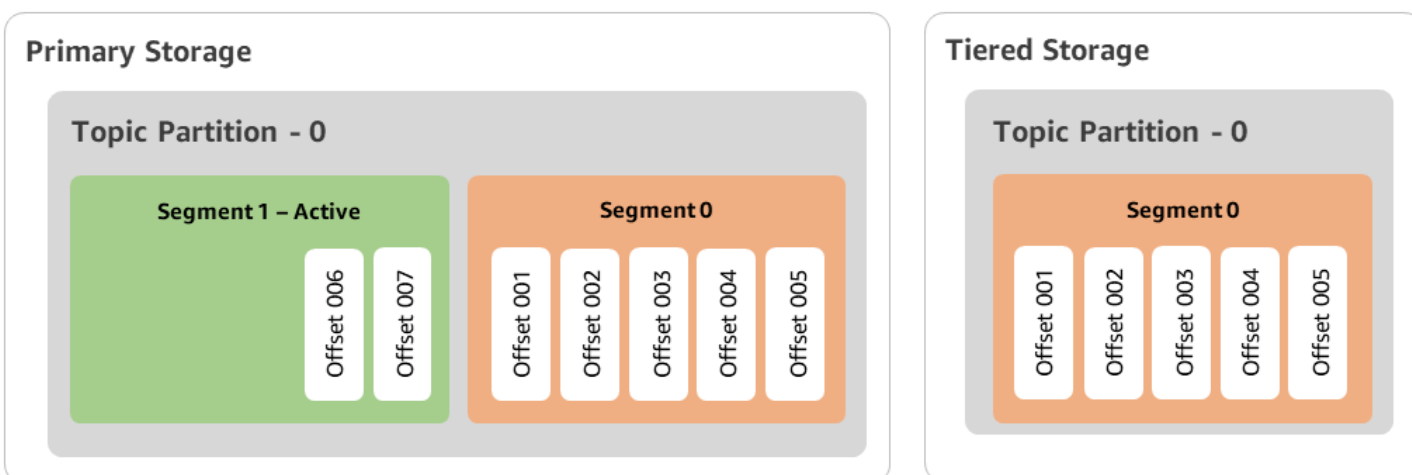 Primary Storage
Topic Partition - 0
Segment 1 – Active
Offset 006
Offset 007
Segment 0
Offset 001
Offset 002
Offset 003
Offset 004
Offset 005
Tiered Storage
Topic Partition - 0
Segment 0
Offset 001
Offset 002
Offset 003
Offset 004
Offset 005